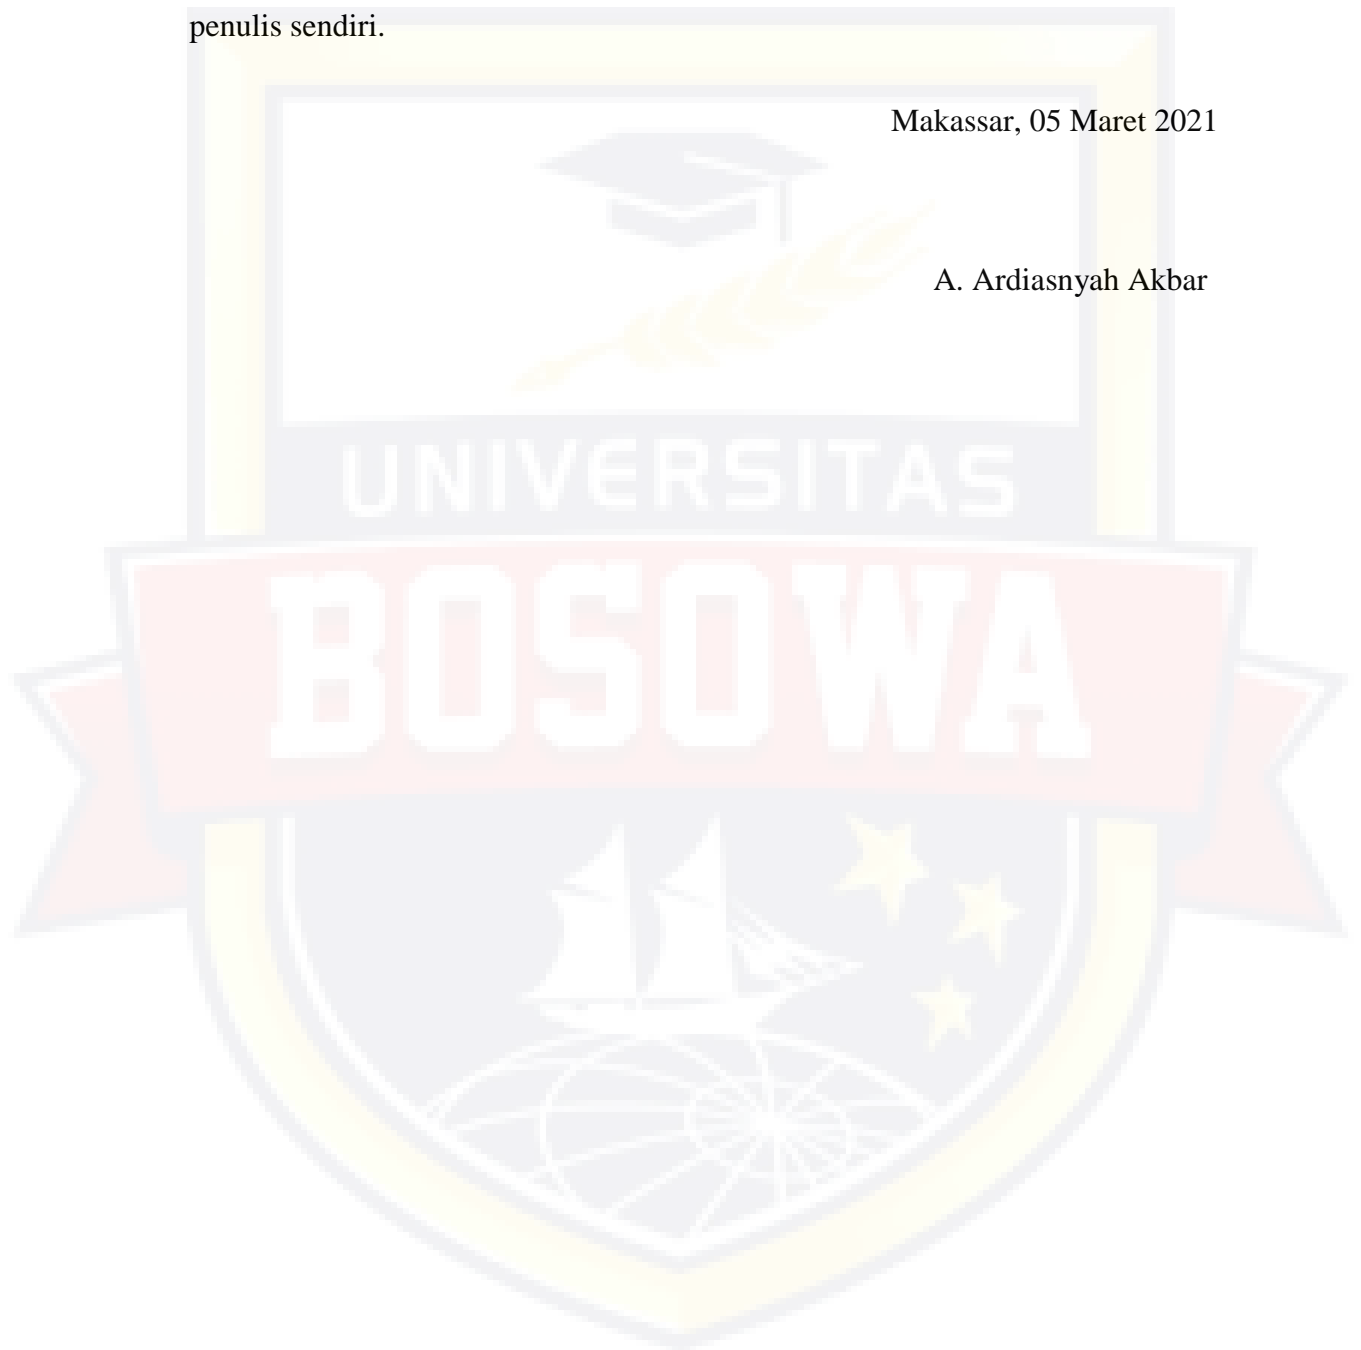 penulis sendiri.
Makassar, 05 Maret 2021
A. Ardiasnyah Akbar
UNIVERSITAS
BOSOWA